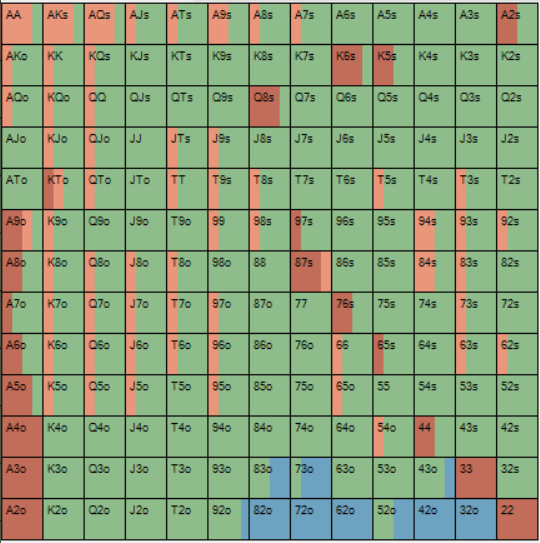 AA AKs AQs AJs ATs A9s A8s A7s A6s A5s A4s A3s A2s
AKo KK KQs KJs KTs K9s K8s K7s K6s K5s K4s K3s K2s
AQo KQo QQ QJs QTs Q9s Q8s Q7s Q6s Q5s Q4s Q3s Q2s
AJo KJo QJo JJ JTs J9s J8s J7s J6s J5s J4s J3s J2s
ATo KTo QTo JTo TT T9s T8s T7s T6s T5s T4s T3s T2s
A9o K9o Q9o J9o T9o 99 98s 97s 96s 95s 94s 93s 92s
A8o K8o Q8o J8o T8o 98o 88 87s 86s 85s 84s 83s 82s
A7o K7o Q7o J7o T7o 97o 87o 77 76s 75s 74s 73s 72s
A6o K6o Q6o J6o T6o 96o 86o 76o 66 65s 64s 63s 62s
A5o K5o Q5o J5o T5o 95o 85o 75o 65o 55 54s 53s 52s
A4o K4o Q4o J4o T4o 94o 84o 74o 64o 54o 44 43s 42s
A3o K3o Q3o J3o T3o 93o 83o 73o 63o 53o 43o 33 32s
A2o K2o Q2o J2o T2o 92o 82o 72o 62o 52o 42o 32o 22